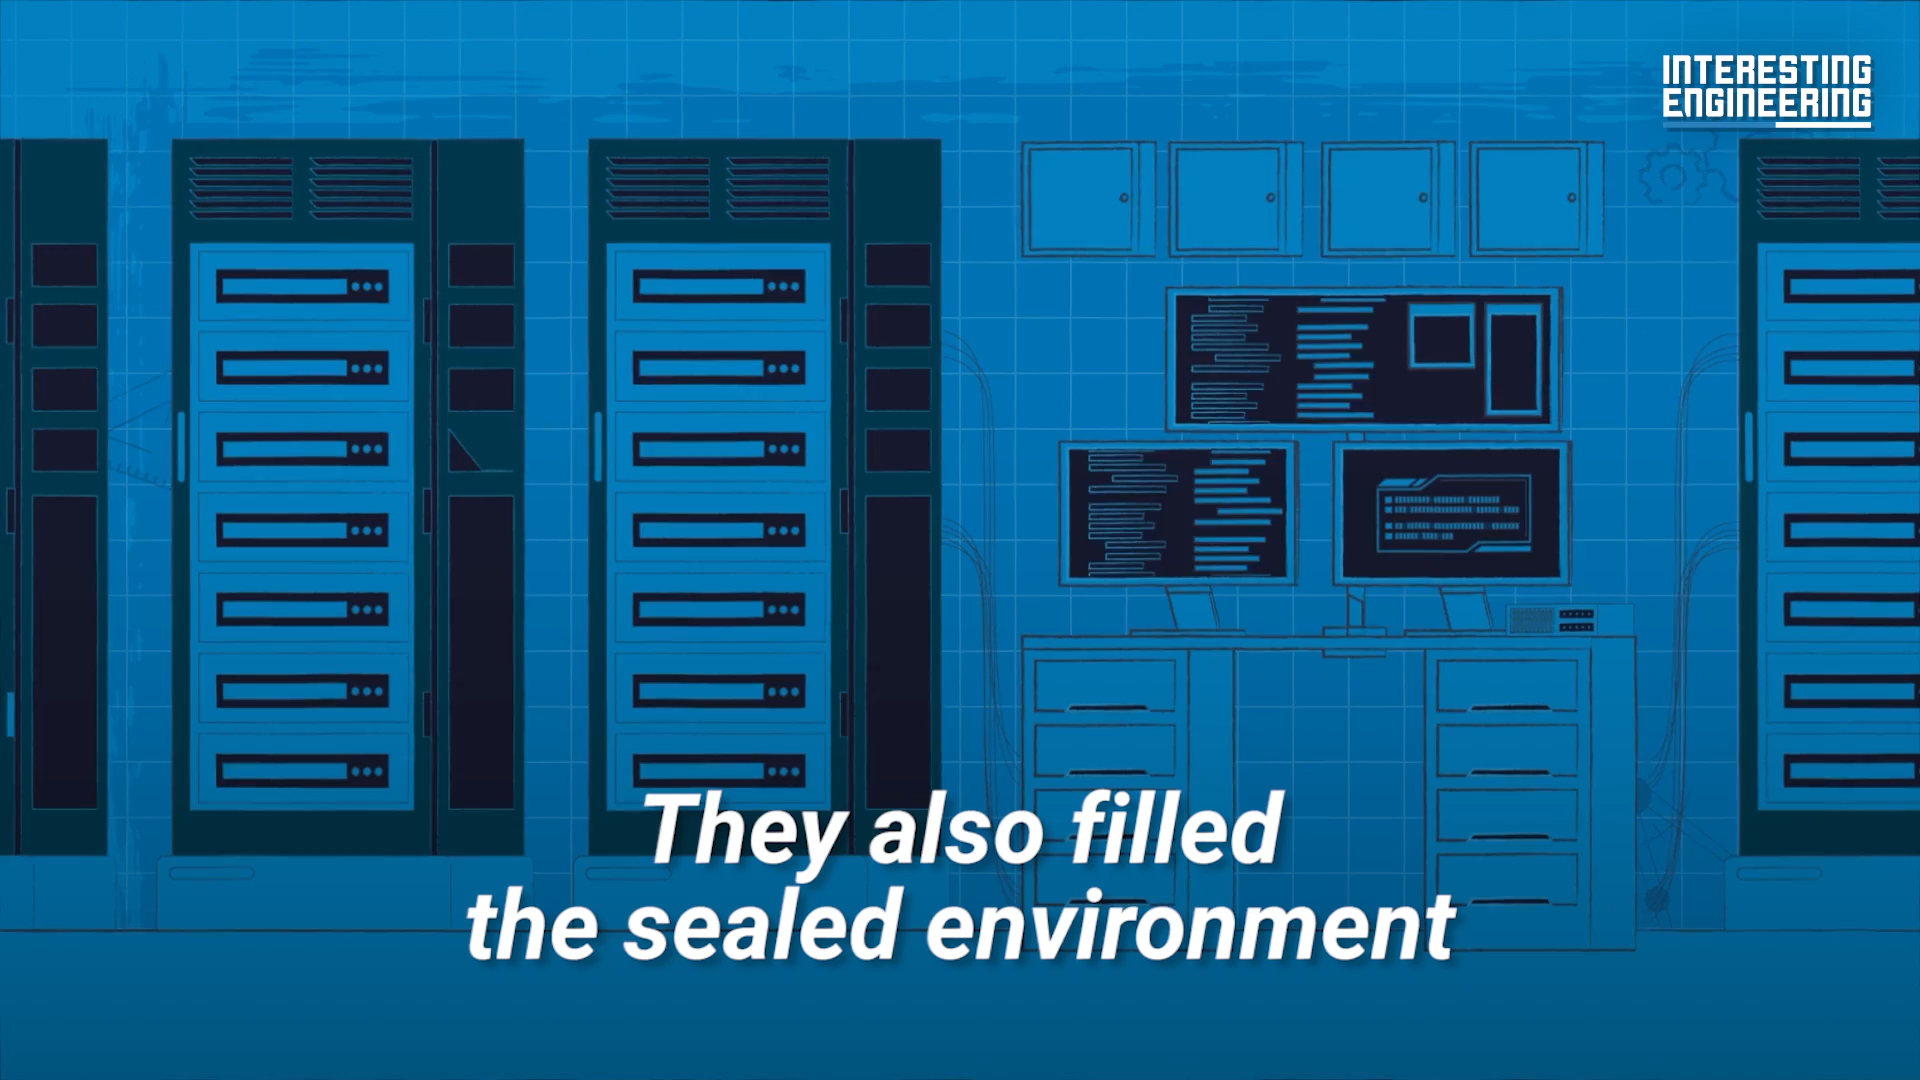 INTERESTING
ENGINEERING
They also filled
the sealed environment